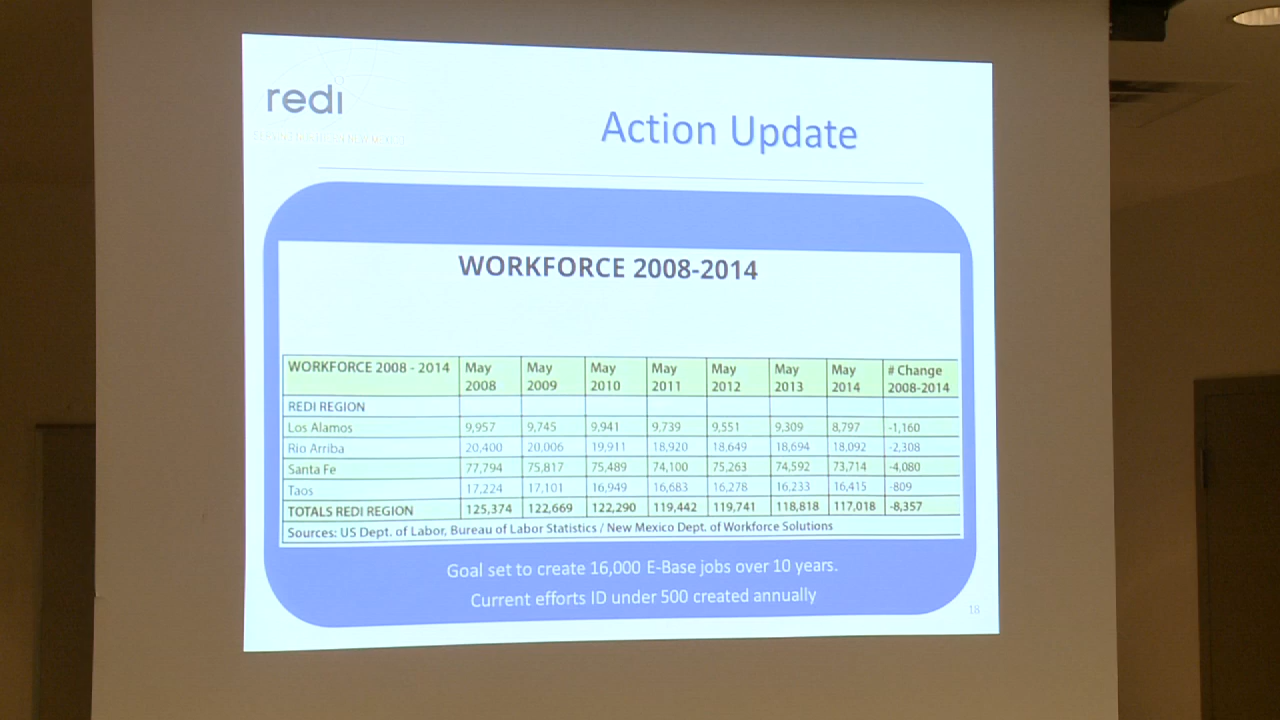 redi
Action Update
WORKFORCE 2008-2014
WORKFORCE 2008 - 2014 May 2008 May 2009 May 2010 May 2011 May 2012 May 2013 May 2014 # Change 2008-2014
REDI REGION
Los Alamos 9,957 9,745 9,941 9,739 9,551 9,309 8,797 -1,160
Rio Arriba 20,400 20,006 19,911 18,920 18,649 18,694 18,092 -2,308
Santa Fe 77,794 75,817 75,489 74,100 75,263 74,592 73,714 -4,080
Taos 17,224 17,101 16,949 16,683 16,278 16,233 16,415 -809
TOTALS REDI REGION 125,374 122,669 122,290 119,442 119,741 118,818 117,018 -8,357
Sources: US Dept. of Labor, Bureau of Labor Statistics / New Mexico Dept. of Workforce Solutions
Goal set to create 16,000 E-Base jobs over 10 years.
Current efforts ID under 500 created annually
18